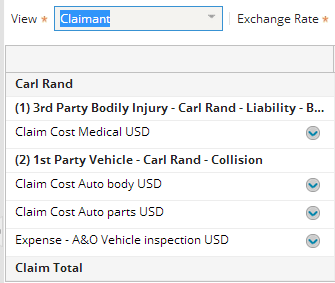 View * Claimant Exchange Rate *
Carl Rand
(1) 3rd Party Bodily Injury - Carl Rand - Liability - B...
Claim Cost Medical USD
(2) 1st Party Vehicle - Carl Rand - Collision
Claim Cost Auto body USD
Claim Cost Auto parts USD
Expense - A&O Vehicle inspection USD
Claim Total